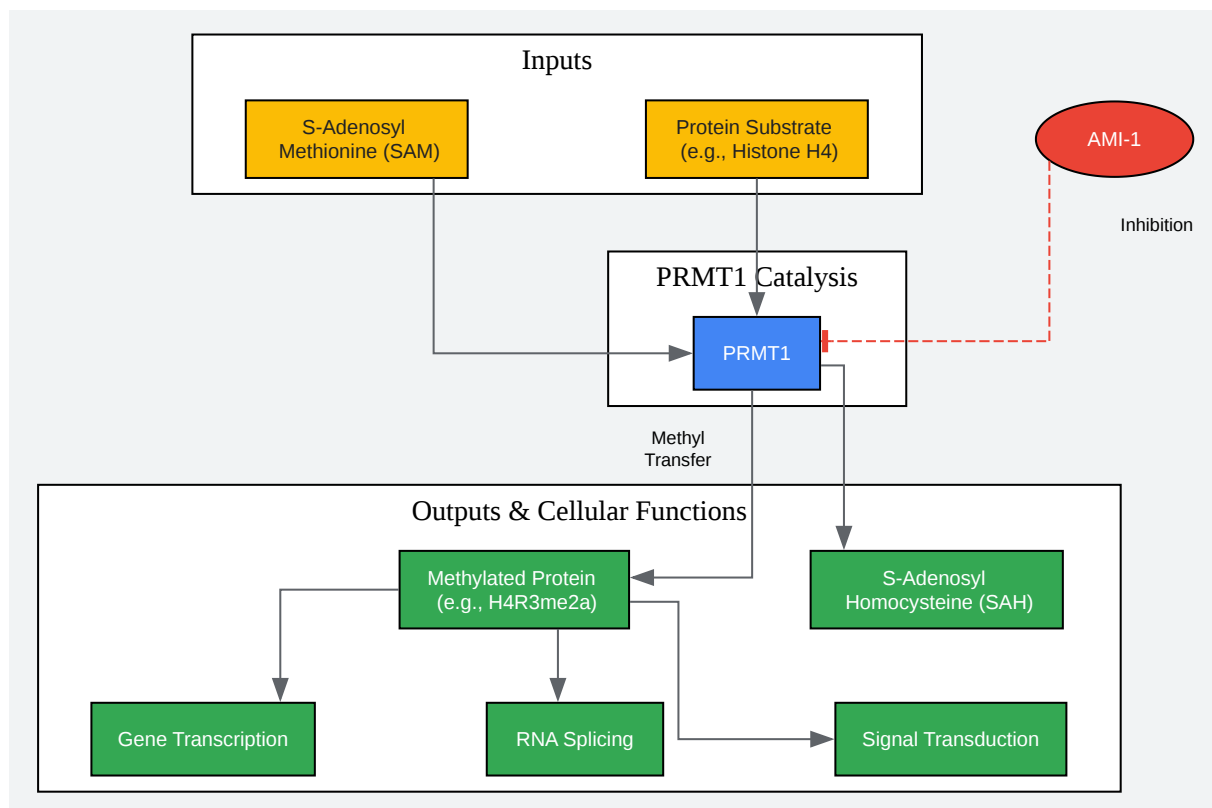 Inputs
S-Adenosyl
Methionine (SAM)
Protein Substrate
(e.g., Histone H4)
AMI-1
Inhibition
PRMT1 Catalysis
PRMT1
Methyl
Transfer
Outputs & Cellular Functions
Methylated Protein
(e.g., H4R3me2a)
S-Adenosyl
Homocysteine (SAH)
Gene Transcription
RNA Splicing
Signal Transduction